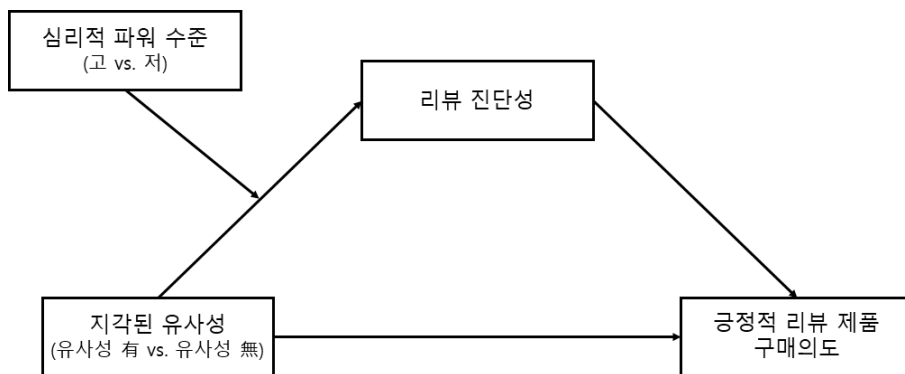 심리적 파워 수준
(고 vs. 저)
리뷰 진단성
지각된 유사성
(유사성 有 vs. 유사성 無)
긍정적 리뷰 제품
구매의도